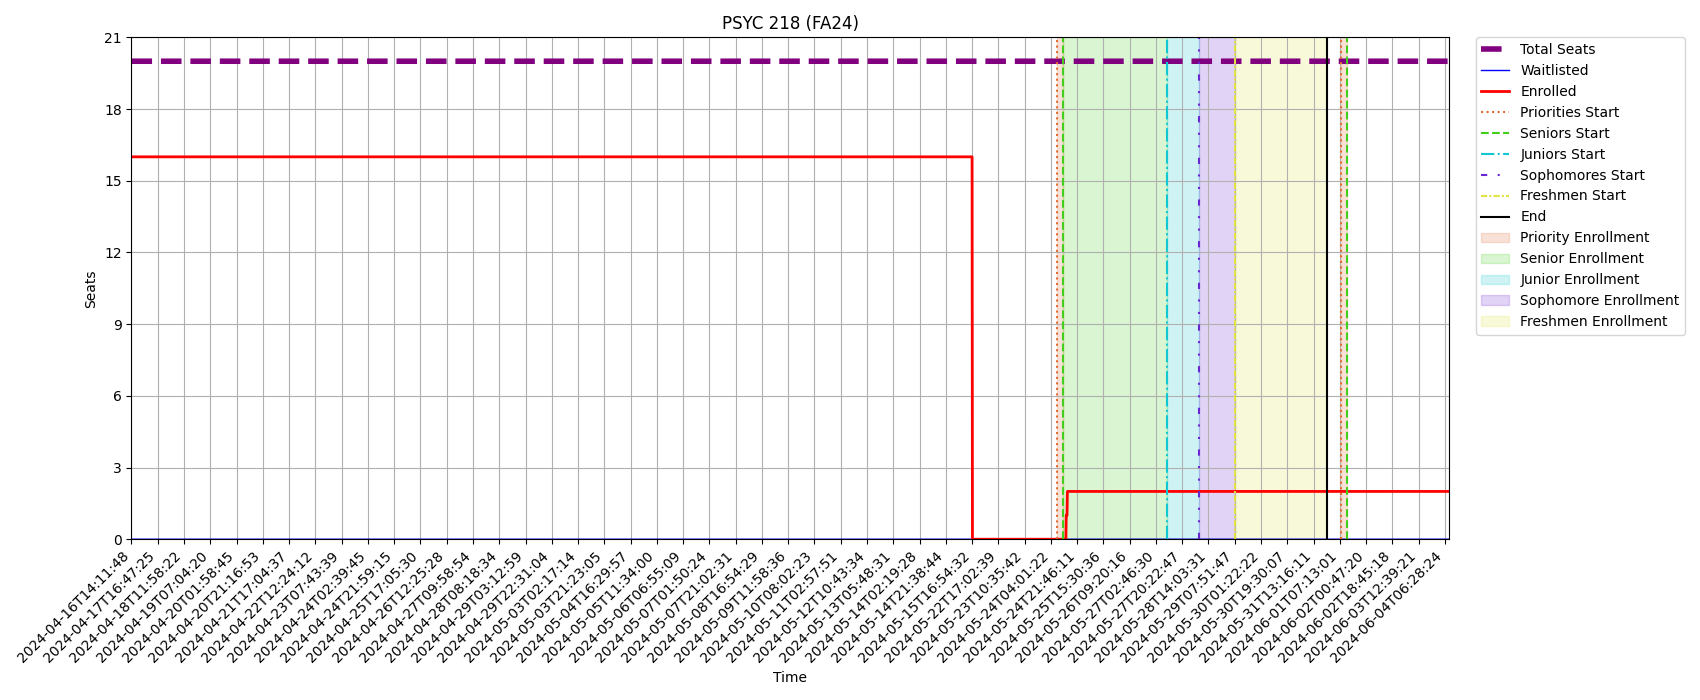 PSYC 218 (FA24)
21
18
15
12
9
6
3
0
Seats
2024-04-16T14:11:48
2024-04-17T16:47:25
2024-04-18T11:58:22
2024-04-19T07:04:20
2024-04-20T01:58:45
2024-04-20T21:16:53
2024-04-21T17:04:37
2024-04-22T12:24:12
2024-04-23T07:43:39
2024-04-24T02:39:45
2024-04-24T21:59:15
2024-04-25T17:05:30
2024-04-26T12:25:28
2024-04-27T09:58:54
2024-04-28T08:18:34
2024-04-29T03:12:59
2024-04-29T22:31:04
2024-05-03T02:17:14
2024-05-03T21:23:05
2024-05-04T16:29:57
2024-05-05T11:34:00
2024-05-06T06:55:09
2024-05-07T01:50:24
2024-05-07T21:02:31
2024-05-08T16:54:29
2024-05-09T11:58:36
2024-05-10T08:02:23
2024-05-11T02:57:51
2024-05-12T10:43:34
2024-05-13T05:48:31
2024-05-14T02:19:28
2024-05-14T21:38:44
2024-05-15T16:54:32
2024-05-22T17:02:39
2024-05-23T10:35:42
2024-05-24T04:01:22
2024-05-24T21:46:11
2024-05-25T15:30:36
2024-05-26T09:20:16
2024-05-27T02:46:30
2024-05-27T20:22:47
2024-05-28T14:03:31
2024-05-29T07:51:47
2024-05-30T01:22:22
2024-05-30T19:30:07
2024-05-31T13:16:11
2024-06-01T07:13:01
2024-06-02T00:47:20
2024-06-02T18:45:18
2024-06-03T12:39:21
2024-06-04T06:28:24
Time
Total Seats
Waitlisted
Enrolled
Priorities Start
Seniors Start
Juniors Start
Sophomores Start
Freshmen Start
End
Priority Enrollment
Senior Enrollment
Junior Enrollment
Sophomore Enrollment
Freshmen Enrollment